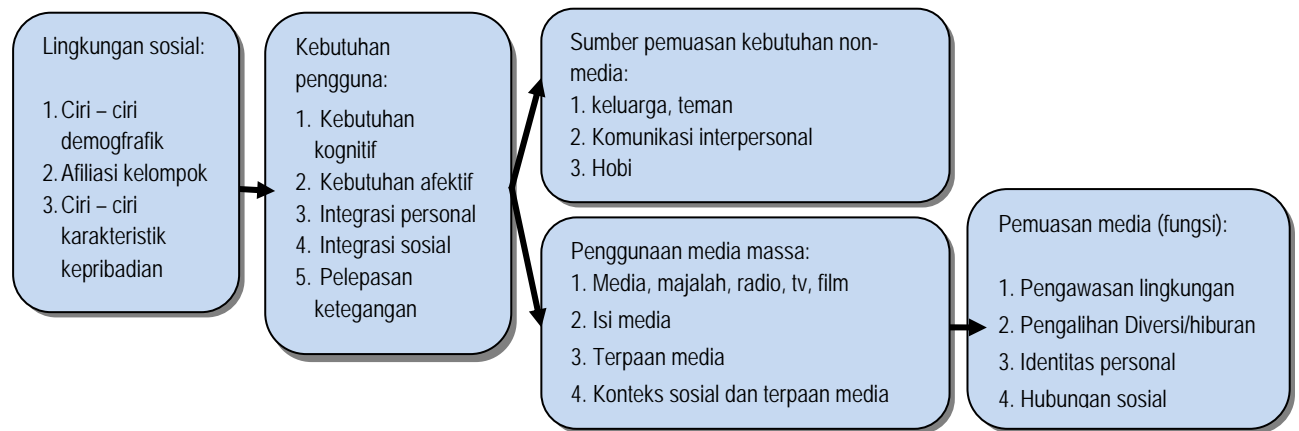 Lingkungan sosial:
1. Ciri – ciri
demogfrafik
2. Afiliasi kelompok
3. Ciri – ciri
karakteristik
kepribadian
Kebutuhan
pengguna:
1. Kebutuhan
kognitif
2. Kebutuhan afektif
3. Integrasi personal
4. Integrasi sosial
5. Pelepasan
ketegangan
Sumber pemuasan kebutuhan non-
media:
1. keluarga, teman
2. Komunikasi interpersonal
3. Hobi
Penggunaan media massa:
1. Media, majalah, radio, tv, film
2. Isi media
3. Terpaan media
4. Konteks sosial dan terpaan media
Pemuasan media (fungsi):
1. Pengawasan lingkungan
2. Pengalihan Diversi/hiburan
3. Identitas personal
4. Hubungan sosial